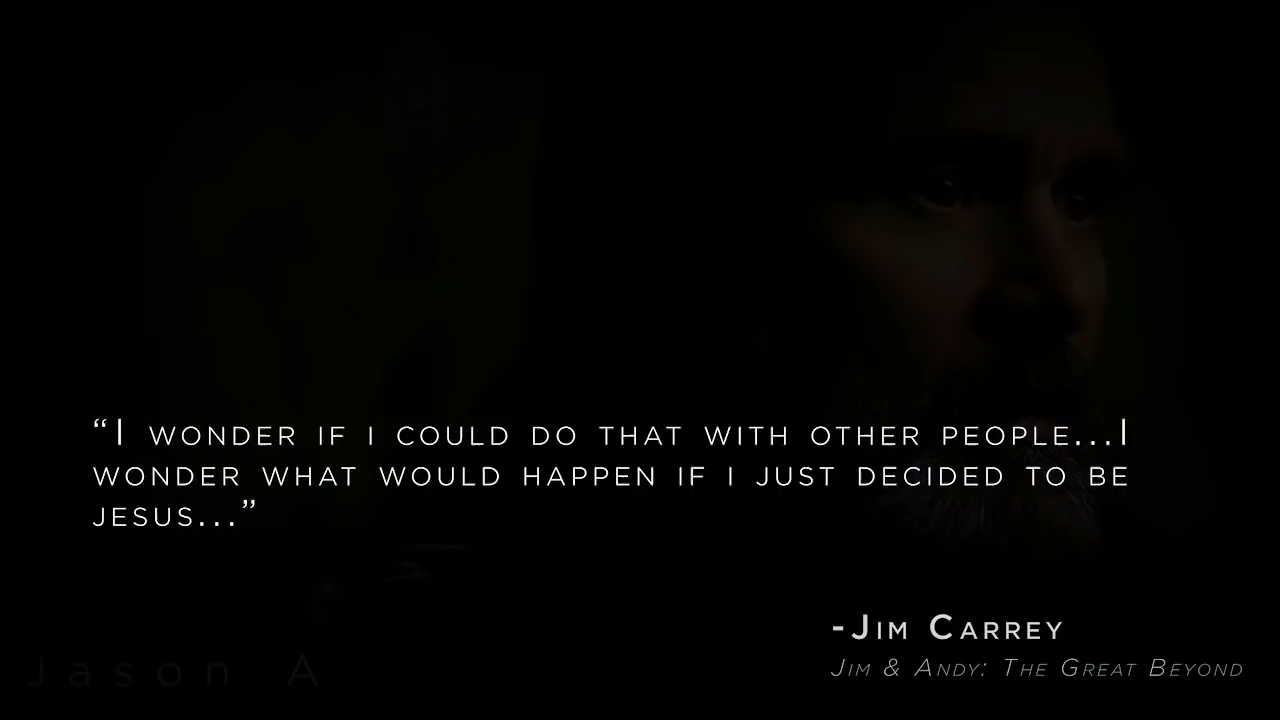 “I WONDER IF I COULD DO THAT WITH OTHER PEOPLE...I
WONDER WHAT WOULD HAPPEN IF I JUST DECIDED TO BE
JESUS...”
-JIM CARREY
JIM & ANDY: THE GREAT BEYOND
Jason A